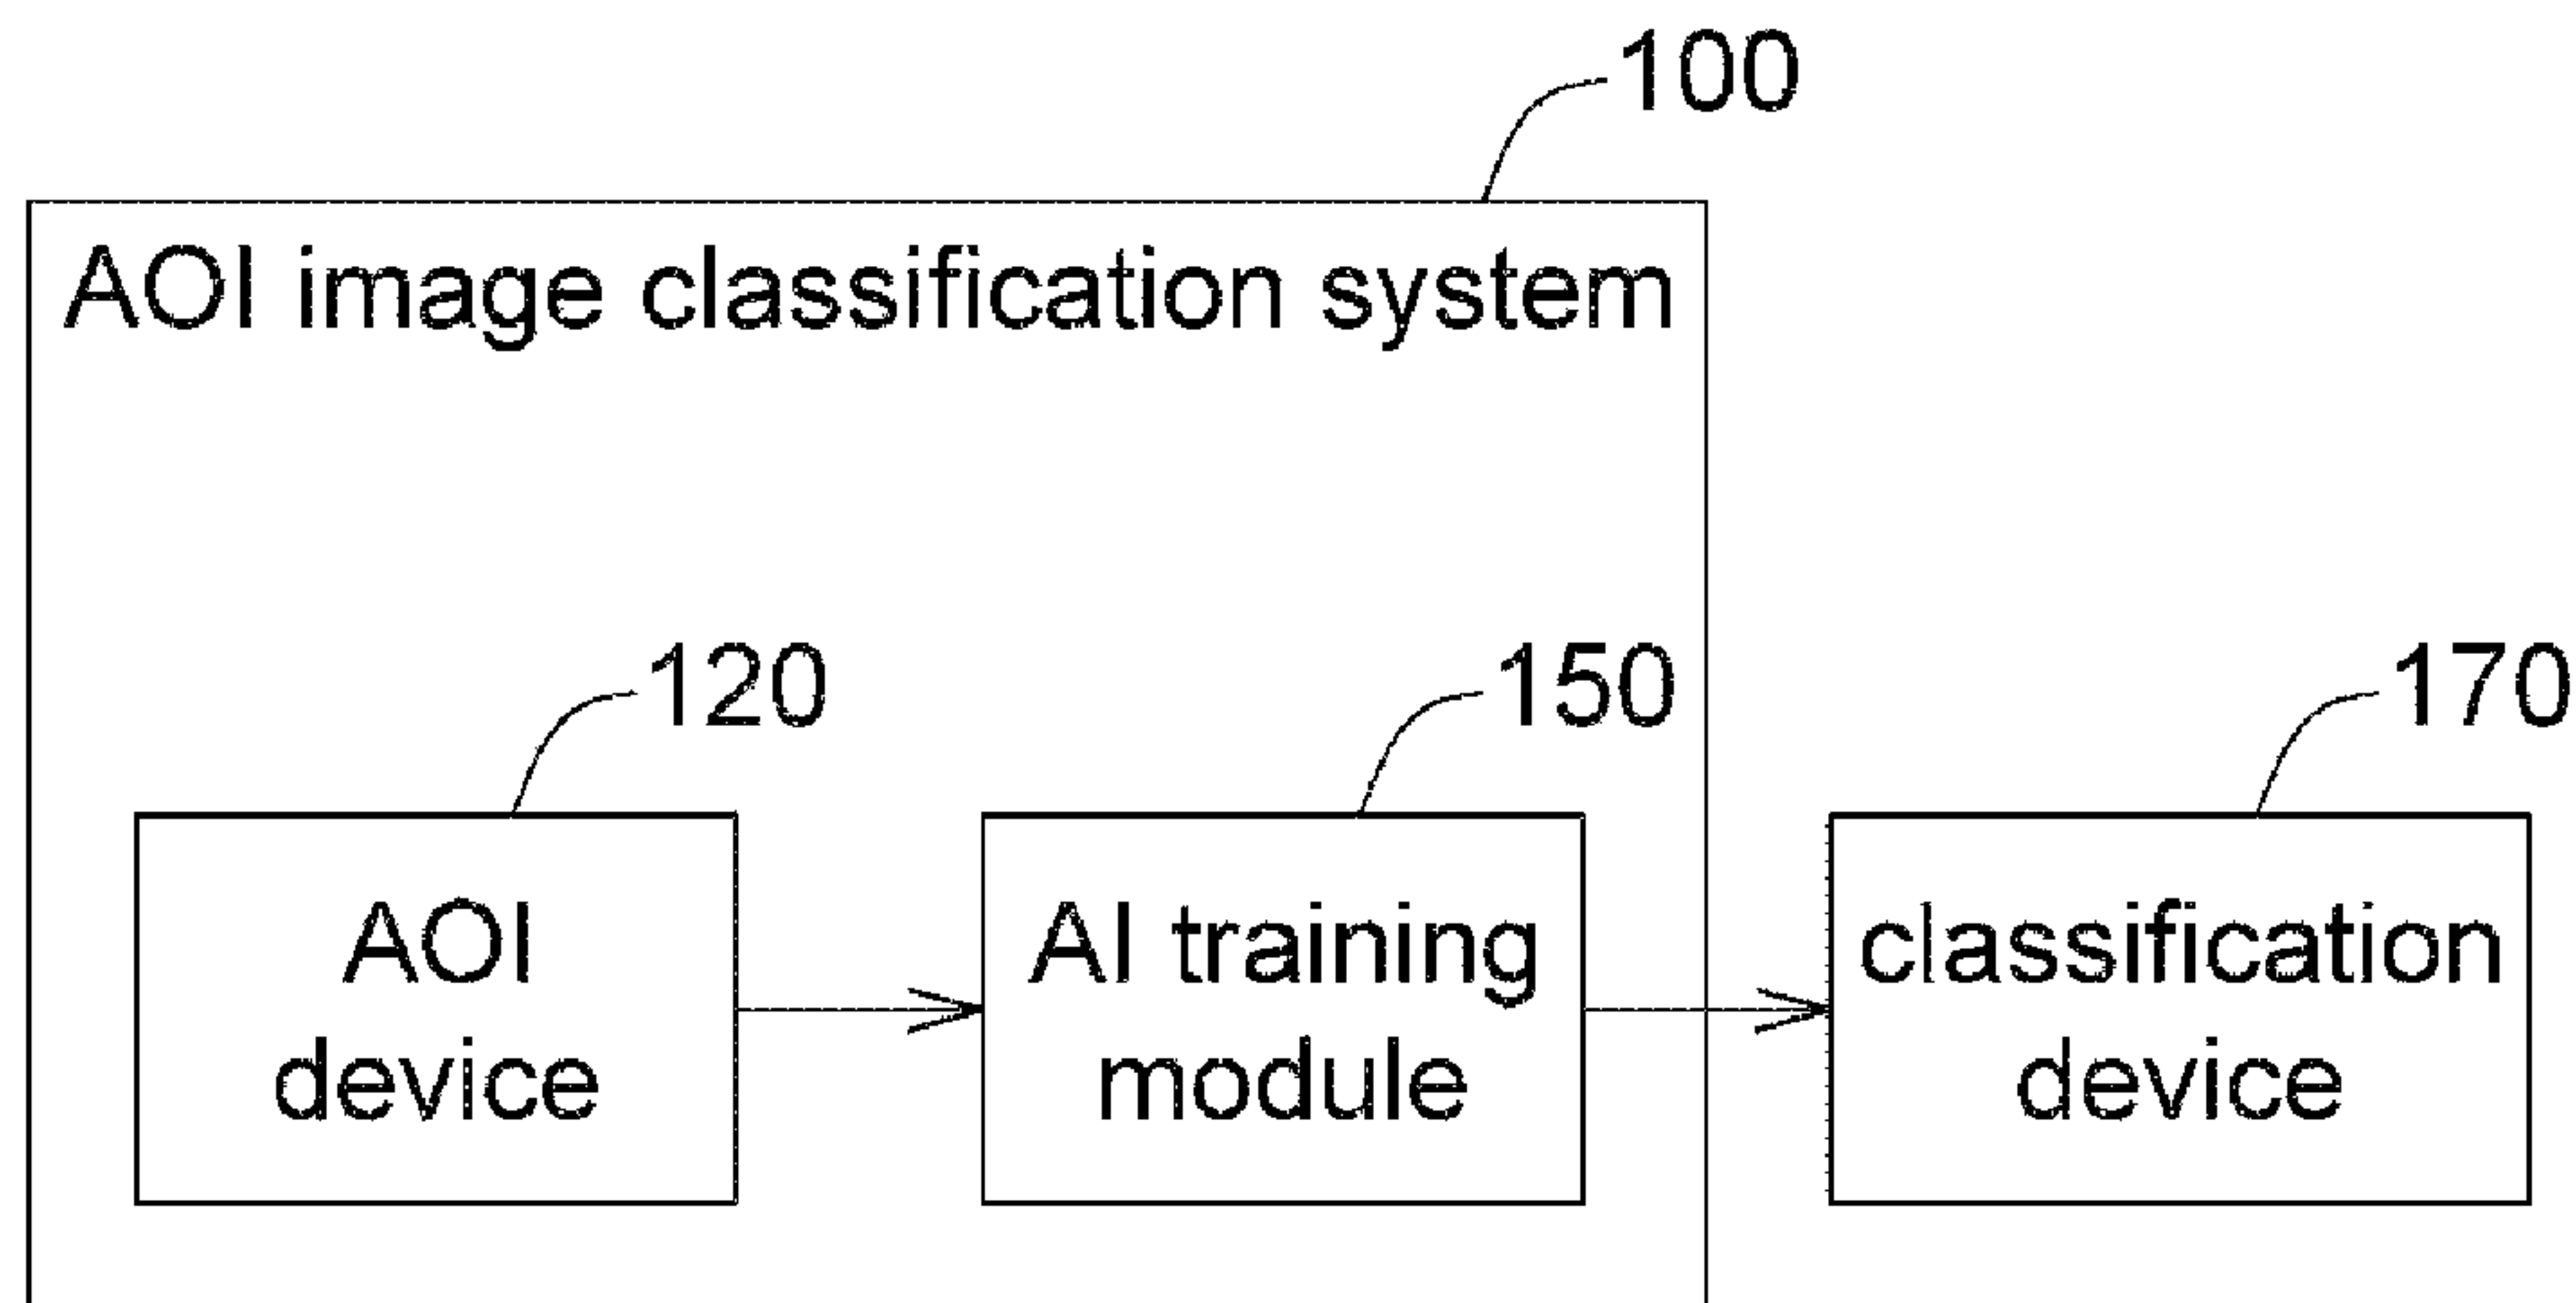 100
AOI image classification system
120
150
170
AOI
device
AI training
module
classification
device